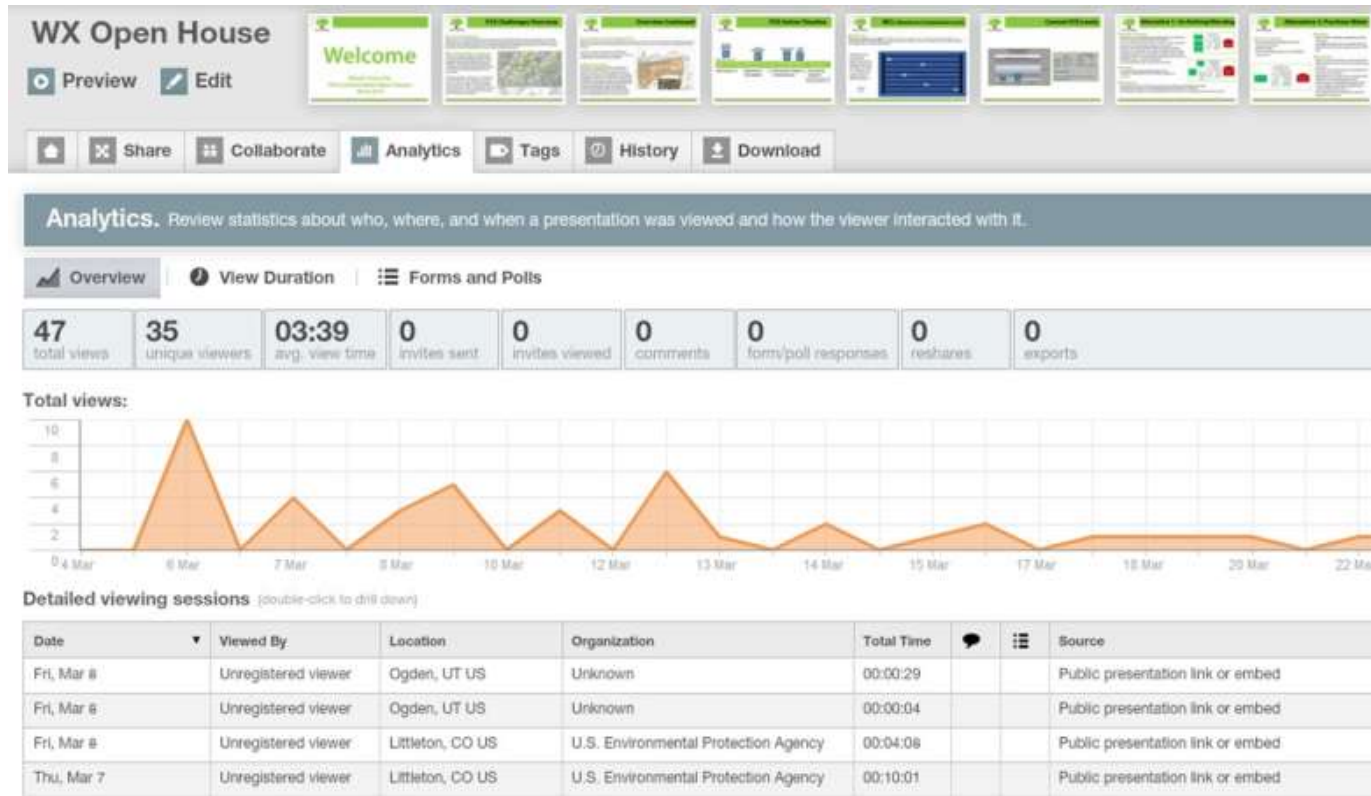 WX Open House
Preview Edit
Welcome
Share Collaborate Analytics Tags History Download
Analytics. Review statistics about who, where, and when a presentation was viewed and how the viewer interacted with it.
Overview View Duration Forms and Polls
47 35 03:39 0 0 0 0 0 0
total views unique viewers avg. view time invites sent invites viewed comments form/poll responses reshares exports
Total views:
10
8
6
4
2
0 4 Mar 6 Mar 7 Mar 8 Mar 10 Mar 12 Mar 13 Mar 14 Mar 15 Mar 17 Mar 18 Mar 20 Mar 22 Ma
Detailed viewing sessions (double-click to drill down)
Date Viewed By Location Organization Total Time Source
Fri, Mar 8 Unregistered viewer Ogden, UT US Unknown 00:00:29 Public presentation link or embed
Fri, Mar 8 Unregistered viewer Ogden, UT US Unknown 00:00:04 Public presentation link or embed
Fri, Mar 8 Unregistered viewer Littleton, CO US U.S. Environmental Protection Agency 00:04:08 Public presentation link or embed
Thu, Mar 7 Unregistered viewer Littleton, CO US U.S. Environmental Protection Agency 00:10:01 Public presentation link or embed